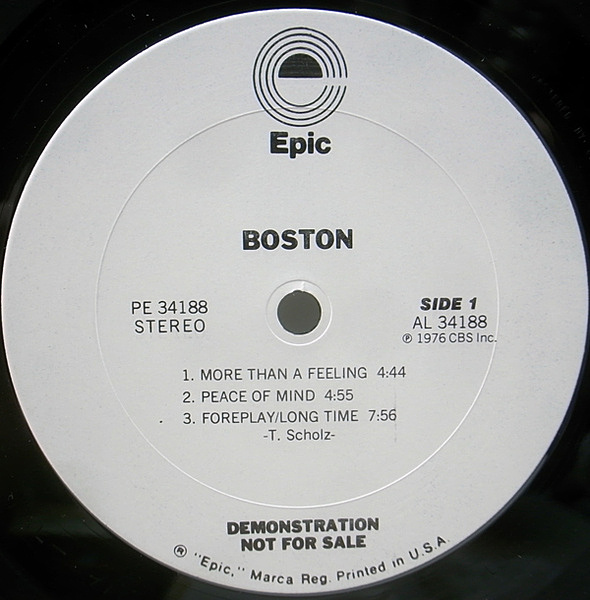 Epic
BOSTON
PE 34188
STEREO
SIDE 1
AL 34188
℗ 1976 CBS Inc.
1. MORE THAN A FEELING 4:44
2. PEACE OF MIND 4:55
3. FOREPLAY/LONG TIME 7:56
-T. Scholz-
DEMONSTRATION
NOT FOR SALE
® "Epic," Marca Reg. Printed in U.S.A.